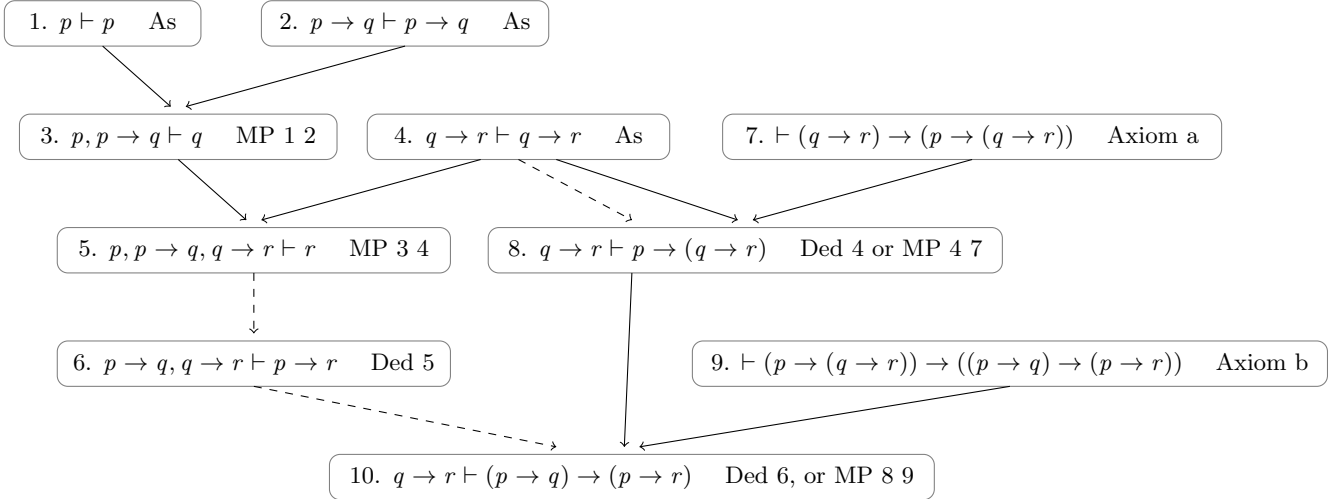 1. p ⊢ p As
2. p → q ⊢ p → q As
3. p, p → q ⊢ q MP 1 2
4. q → r ⊢ q → r As
7. ⊢ (q → r) → (p → (q → r)) Axiom a
5. p, p → q, q → r ⊢ r MP 3 4
8. q → r ⊢ p → (q → r) Ded 4 or MP 4 7
6. p → q, q → r ⊢ p → r Ded 5
9. ⊢ (p → (q → r)) → ((p → q) → (p → r)) Axiom b
10. q → r ⊢ (p → q) → (p → r) Ded 6, or MP 8 9